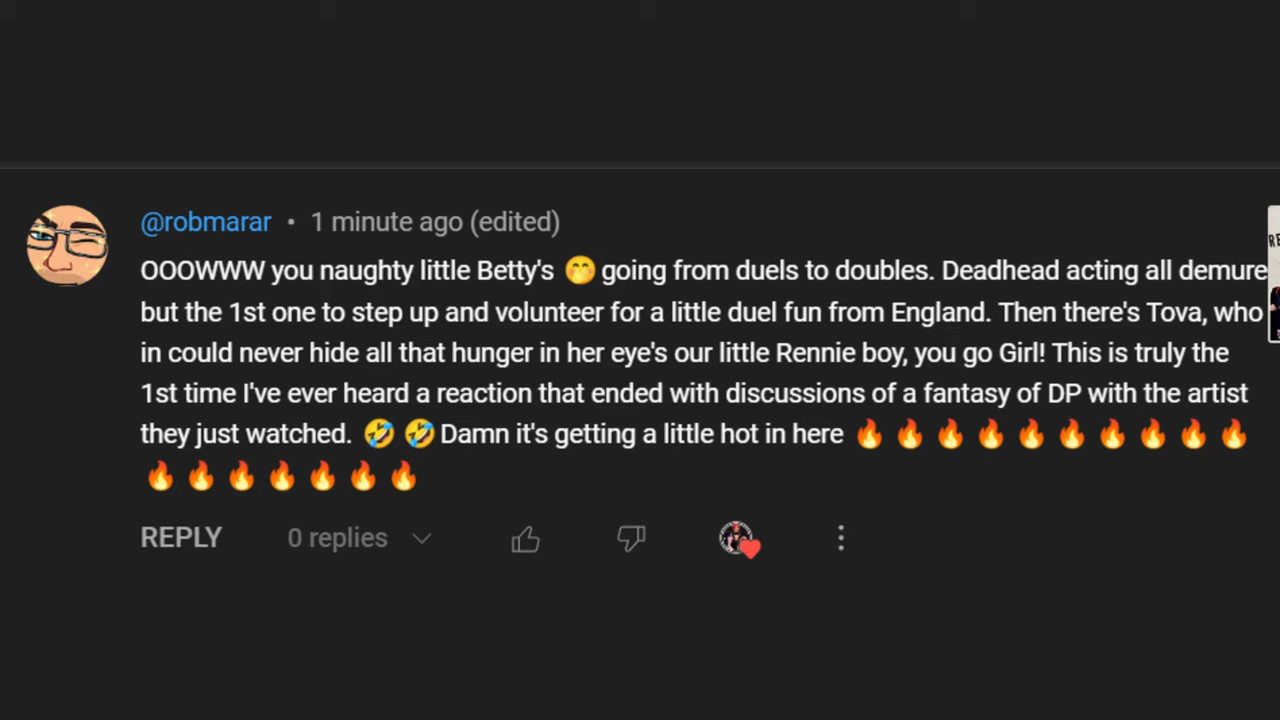 @robmarar • 1 minute ago (edited)
OOOWWW you naughty little Betty's 🤭 going from duels to doubles. Deadhead acting all demure
but the 1st one to step up and volunteer for a little duel fun from England. Then there's Tova, who
in could never hide all that hunger in her eye's our little Rennie boy, you go Girl! This is truly the
1st time I've ever heard a reaction that ended with discussions of a fantasy of DP with the artist
they just watched. 🤣 🤣 Damn it's getting a little hot in here 🔥 🔥 🔥 🔥 🔥 🔥 🔥 🔥 🔥 🔥
🔥 🔥 🔥 🔥 🔥 🔥 🔥
REPLY 0 replies